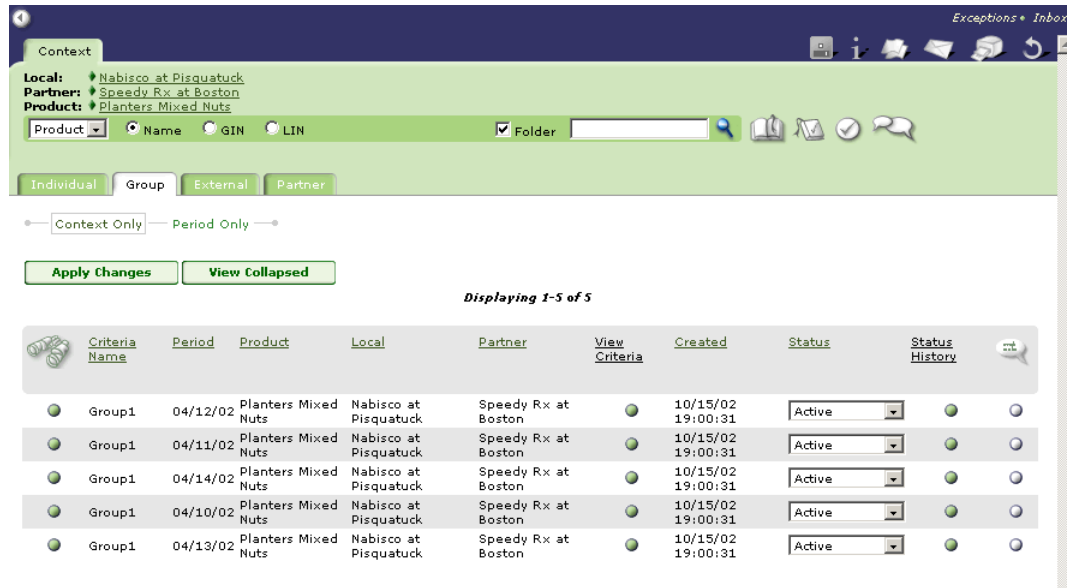 Exceptions • Inbox
Context
Local: Nabisco at Pisquatuck
Partner: Speedy Rx at Boston
Product: Planters Mixed Nuts
Product Name GIN LIN Folder
Individual Group External Partner
Context Only Period Only
Apply Changes View Collapsed
Displaying 1-5 of 5
Criteria Period Product Local Partner View Created Status Status
Name Criteria History
Group1 04/12/02 Planters Mixed Nabisco at Speedy Rx at 10/15/02 Active
Nuts Pisquatuck Boston 19:00:31
Group1 04/11/02 Planters Mixed Nabisco at Speedy Rx at 10/15/02 Active
Nuts Pisquatuck Boston 19:00:31
Group1 04/14/02 Planters Mixed Nabisco at Speedy Rx at 10/15/02 Active
Nuts Pisquatuck Boston 19:00:31
Group1 04/10/02 Planters Mixed Nabisco at Speedy Rx at 10/15/02 Active
Nuts Pisquatuck Boston 19:00:31
Group1 04/13/02 Planters Mixed Nabisco at Speedy Rx at 10/15/02 Active
Nuts Pisquatuck Boston 19:00:31